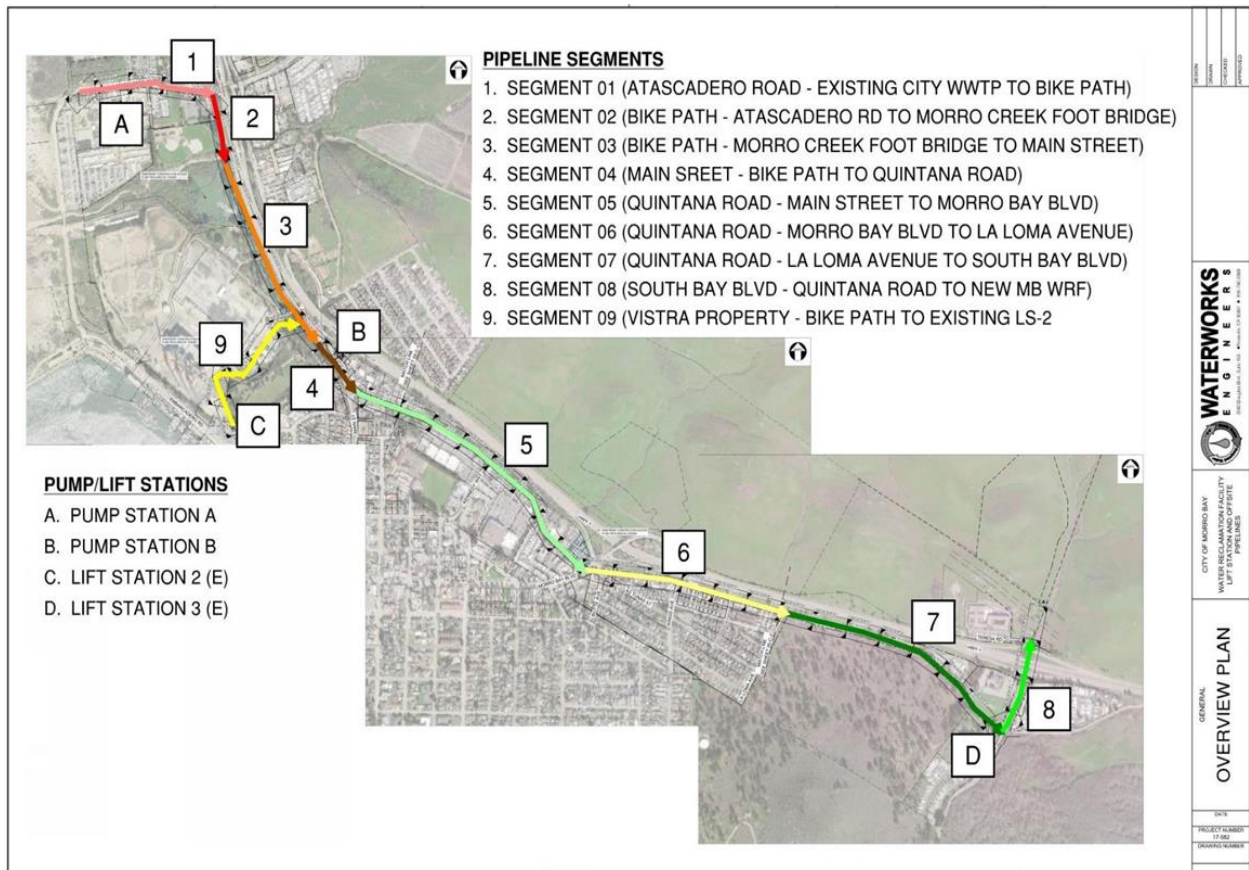 PIPELINE SEGMENTS
1. SEGMENT 01 (ATASCADERO ROAD - EXISTING CITY WWTP TO BIKE PATH)
2. SEGMENT 02 (BIKE PATH - ATASCADERO RD TO MORRO CREEK FOOT BRIDGE)
3. SEGMENT 03 (BIKE PATH - MORRO CREEK FOOT BRIDGE TO MAIN STREET)
4. SEGMENT 04 (MAIN SREET - BIKE PATH TO QUINTANA ROAD)
5. SEGMENT 05 (QUINTANA ROAD - MAIN STREET TO MORRO BAY BLVD)
6. SEGMENT 06 (QUINTANA ROAD - MORRO BAY BLVD TO LA LOMA AVENUE)
7. SEGMENT 07 (QUINTANA ROAD - LA LOMA AVENUE TO SOUTH BAY BLVD)
8. SEGMENT 08 (SOUTH BAY BLVD - QUINTANA ROAD TO NEW MB WRF)
9. SEGMENT 09 (VISTRA PROPERTY - BIKE PATH TO EXISTING LS-2
1
A
2
3
9
B
4
C
5
6
7
8
D
PUMP/LIFT STATIONS
A. PUMP STATION A
B. PUMP STATION B
C. LIFT STATION 2 (E)
D. LIFT STATION 3 (E)
DESIGN
DRAWN
CHECKED
APPROVED
WATERWORKS
ENGINEERS
CITY OF MORRO BAY
WATER RECLAMATION FACILITY
LIFT STATION AND OFFSITE
PIPELINES
GENERAL
OVERVIEW PLAN
DATE
PROJECT NUMBER
17-082
DRAWING NUMBER